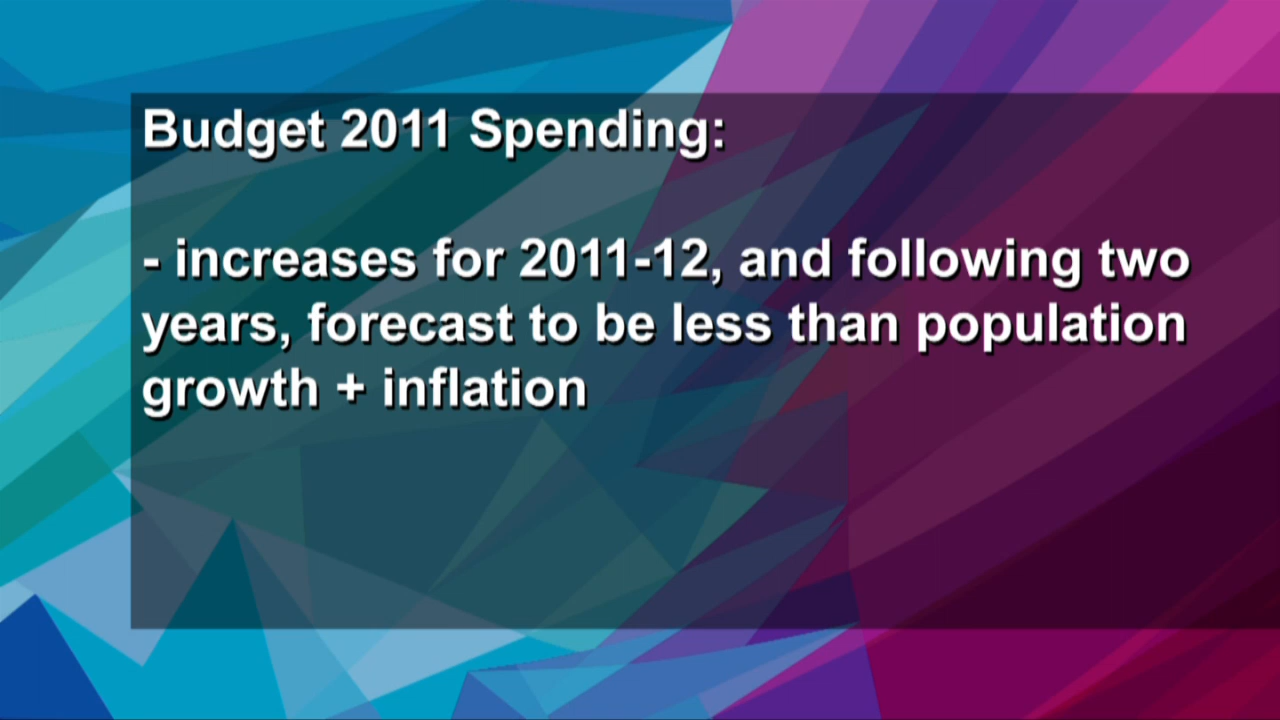 Budget 2011 Spending:
- increases for 2011-12, and following two
years, forecast to be less than population
growth + inflation